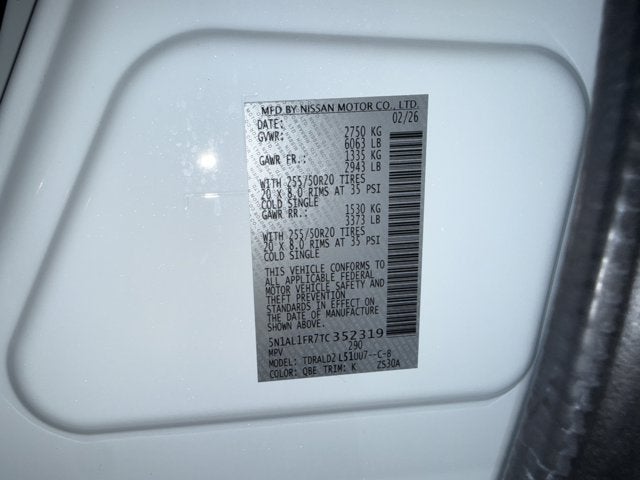 MFD BY NISSAN MOTOR CO., LTD.
DATE: 02/26
GVWR: 2750 KG
6063 LB
GAWR FR.: 1335 KG
2943 LB
WITH 255/50R20 TIRES
20 X 8.0 RIMS AT 35 PSI
COLD SINGLE
GAWR RR.: 1530 KG
3373 LB
WITH 255/50R20 TIRES
20 X 8.0 RIMS AT 35 PSI
COLD SINGLE
THIS VEHICLE CONFORMS TO
ALL APPLICABLE FEDERAL
MOTOR VEHICLE SAFETY AND
THEFT PREVENTION
STANDARDS IN EFFECT ON
THE DATE OF MANUFACTURE
SHOWN ABOVE.
5N1AL1FR7TC352319
MPV 290
MODEL: TDRALD2 L51UU7--C-B
COLOR: QBE TRIM: K ZS30A